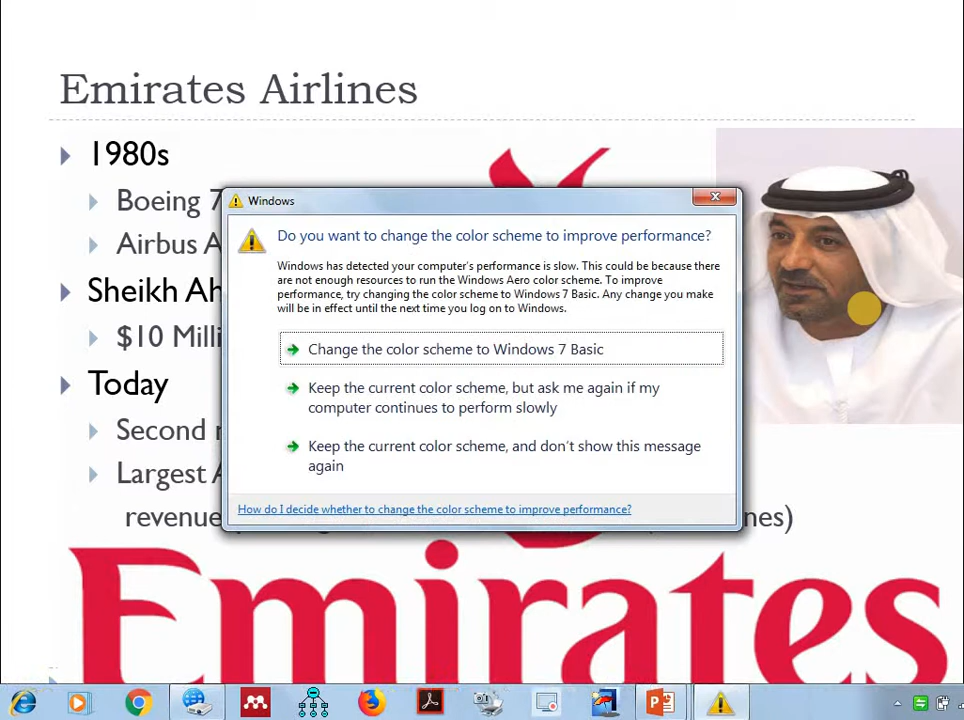 Emirates Airlines
1980s
Boeing 7
Airbus A
Sheikh Ah
$10 Milli
Today
Second
Largest A
revenue
nes)
Windows
Do you want to change the color scheme to improve performance?
Windows has detected your computer's performance is slow. This could be because there
are not enough resources to run the Windows Aero color scheme. To improve
performance, try changing the color scheme to Windows 7 Basic. Any change you make
will be in effect until the next time you log on to Windows.
Change the color scheme to Windows 7 Basic
Keep the current color scheme, but ask me again if my
computer continues to perform slowly
Keep the current color scheme, and don't show this message
again
How do I decide whether to change the color scheme to improve performance?
Emirates